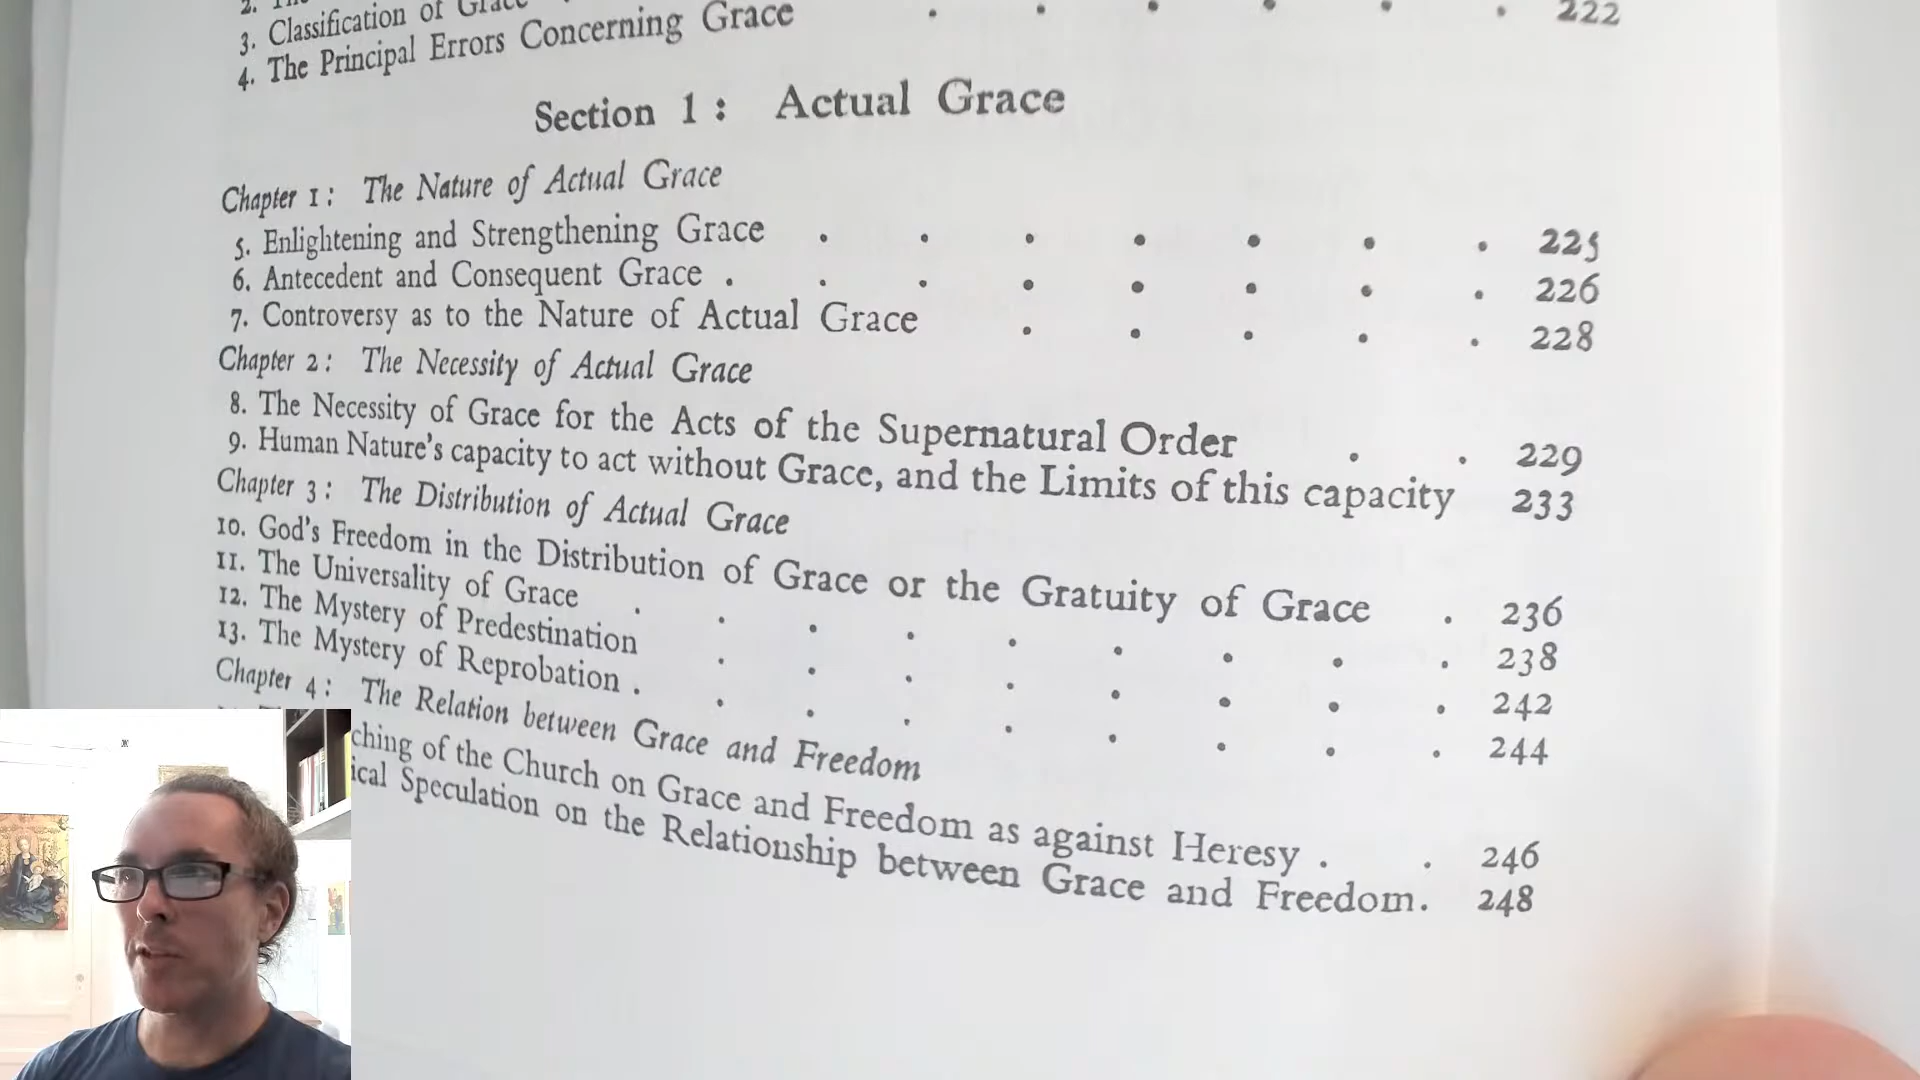 2.
3. Classification of Grace
4. The Principal Errors Concerning Grace . . . . . . 222
Section 1: Actual Grace
Chapter 1: The Nature of Actual Grace
5. Enlightening and Strengthening Grace . . . . . . . 225
6. Antecedent and Consequent Grace . . . . . . . . 226
7. Controversy as to the Nature of Actual Grace . . . . . 228
Chapter 2: The Necessity of Actual Grace
8. The Necessity of Grace for the Acts of the Supernatural Order . . 229
9. Human Nature's capacity to act without Grace, and the Limits of this capacity 233
Chapter 3: The Distribution of Actual Grace
10. God's Freedom in the Distribution of Grace or the Gratuity of Grace . 236
11. The Universality of Grace . . . . . . . . . 238
12. The Mystery of Predestination . . . . . . . . 242
13. The Mystery of Reprobation . . . . . . . . . 244
Chapter 4: The Relation between Grace and Freedom
ching of the Church on Grace and Freedom as against Heresy . . 246
ical Speculation on the Relationship between Grace and Freedom. 248